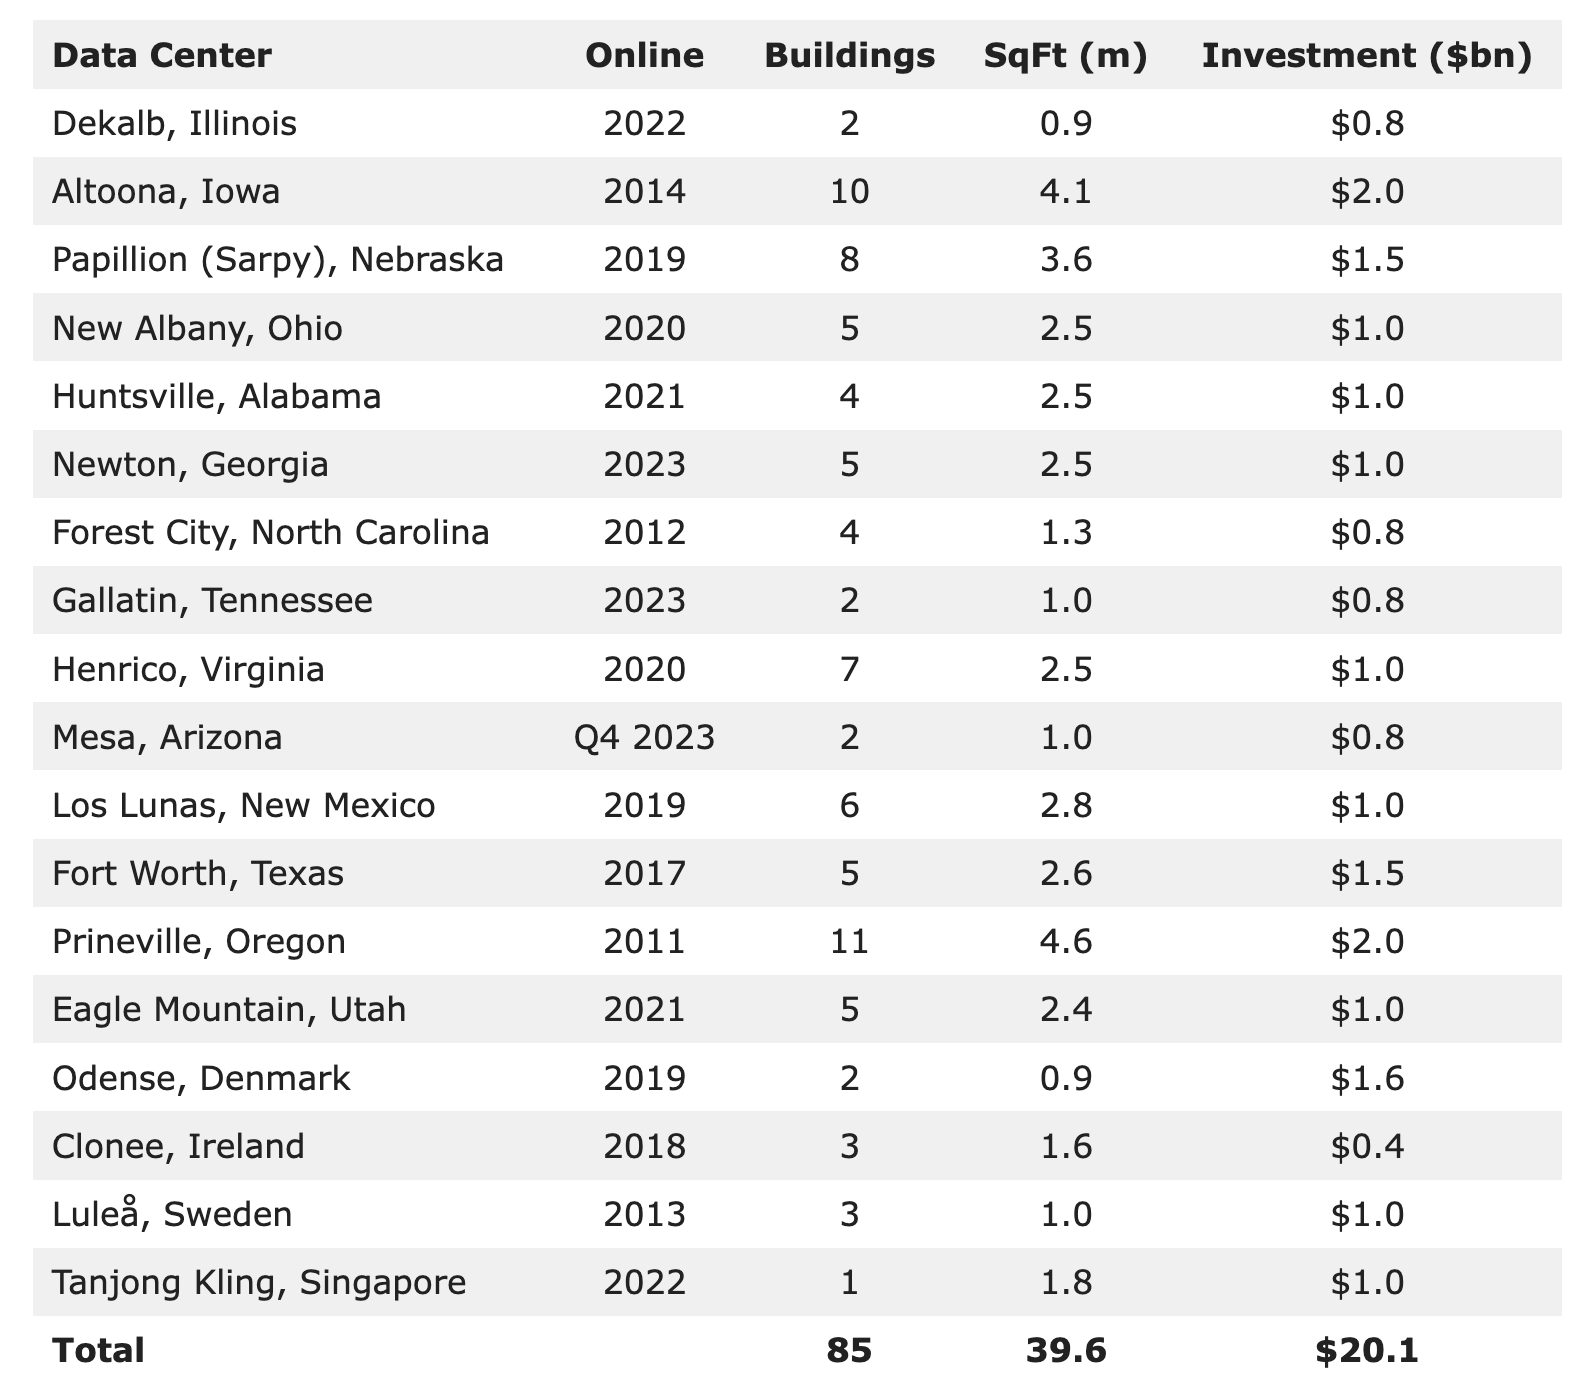 Data Center Online Buildings SqFt (m) Investment ($bn)
Dekalb, Illinois 2022 2 0.9 $0.8
Altoona, Iowa 2014 10 4.1 $2.0
Papillion (Sarpy), Nebraska 2019 8 3.6 $1.5
New Albany, Ohio 2020 5 2.5 $1.0
Huntsville, Alabama 2021 4 2.5 $1.0
Newton, Georgia 2023 5 2.5 $1.0
Forest City, North Carolina 2012 4 1.3 $0.8
Gallatin, Tennessee 2023 2 1.0 $0.8
Henrico, Virginia 2020 7 2.5 $1.0
Mesa, Arizona Q4 2023 2 1.0 $0.8
Los Lunas, New Mexico 2019 6 2.8 $1.0
Fort Worth, Texas 2017 5 2.6 $1.5
Prineville, Oregon 2011 11 4.6 $2.0
Eagle Mountain, Utah 2021 5 2.4 $1.0
Odense, Denmark 2019 2 0.9 $1.6
Clonee, Ireland 2018 3 1.6 $0.4
Luleå, Sweden 2013 3 1.0 $1.0
Tanjong Kling, Singapore 2022 1 1.8 $1.0
Total 85 39.6 $20.1